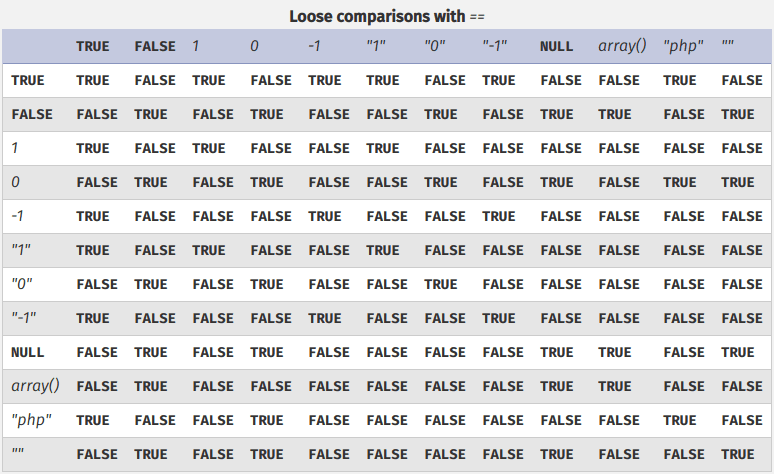 Loose comparisons with ==
TRUE FALSE 1 0 -1 "1" "0" "-1" NULL array() "php" ""
TRUE TRUE FALSE TRUE FALSE TRUE TRUE FALSE TRUE FALSE FALSE TRUE FALSE
FALSE FALSE TRUE FALSE TRUE FALSE FALSE TRUE FALSE TRUE TRUE FALSE TRUE
1 TRUE FALSE TRUE FALSE FALSE TRUE FALSE FALSE FALSE FALSE FALSE FALSE
0 FALSE TRUE FALSE TRUE FALSE FALSE TRUE FALSE TRUE FALSE TRUE TRUE
-1 TRUE FALSE FALSE FALSE TRUE FALSE FALSE TRUE FALSE FALSE FALSE FALSE
"1" TRUE FALSE TRUE FALSE FALSE TRUE FALSE FALSE FALSE FALSE FALSE FALSE
"0" FALSE TRUE FALSE TRUE FALSE FALSE TRUE FALSE FALSE FALSE FALSE FALSE
"-1" TRUE FALSE FALSE FALSE TRUE FALSE FALSE TRUE FALSE FALSE FALSE FALSE
NULL FALSE TRUE FALSE TRUE FALSE FALSE FALSE FALSE TRUE TRUE FALSE TRUE
array() FALSE TRUE FALSE FALSE FALSE FALSE FALSE FALSE TRUE TRUE FALSE FALSE
"php" TRUE FALSE FALSE TRUE FALSE FALSE FALSE FALSE FALSE FALSE TRUE FALSE
"" FALSE TRUE FALSE TRUE FALSE FALSE FALSE FALSE TRUE FALSE FALSE TRUE